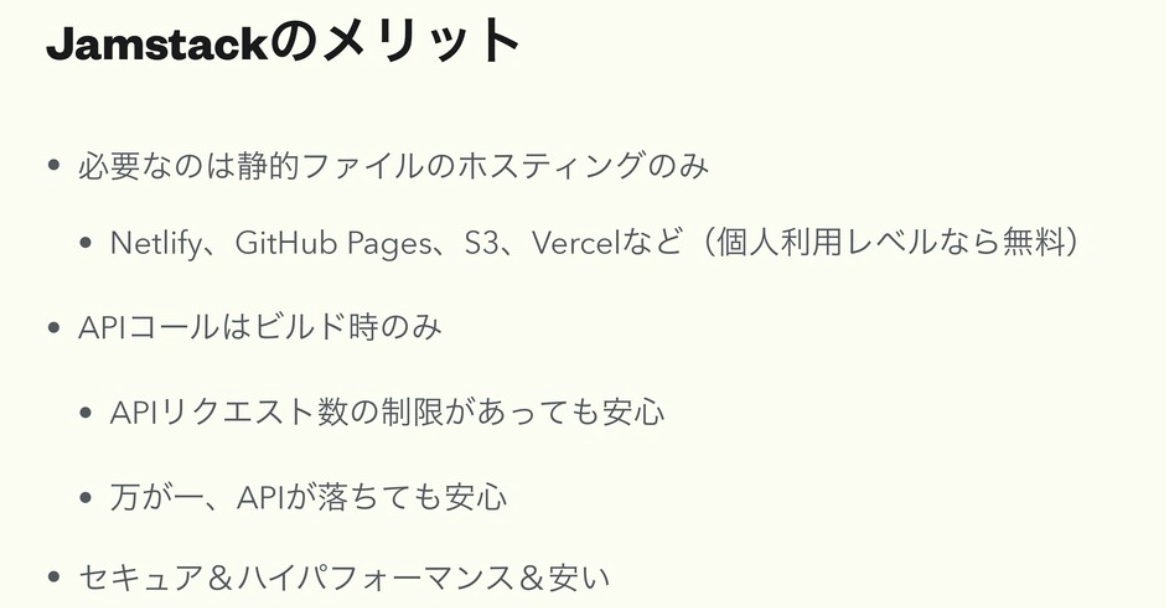 Jamstackのメリット
• 必要なのは静的ファイルのホスティングのみ
• Netlify、GitHub Pages、S3、Vercelなど（個人利用レベルなら無料）
• APIコールはビルド時のみ
• APIリクエスト数の制限があっても安心
• 万が一、APIが落ちても安心
• セキュア＆ハイパフォーマンス＆安い